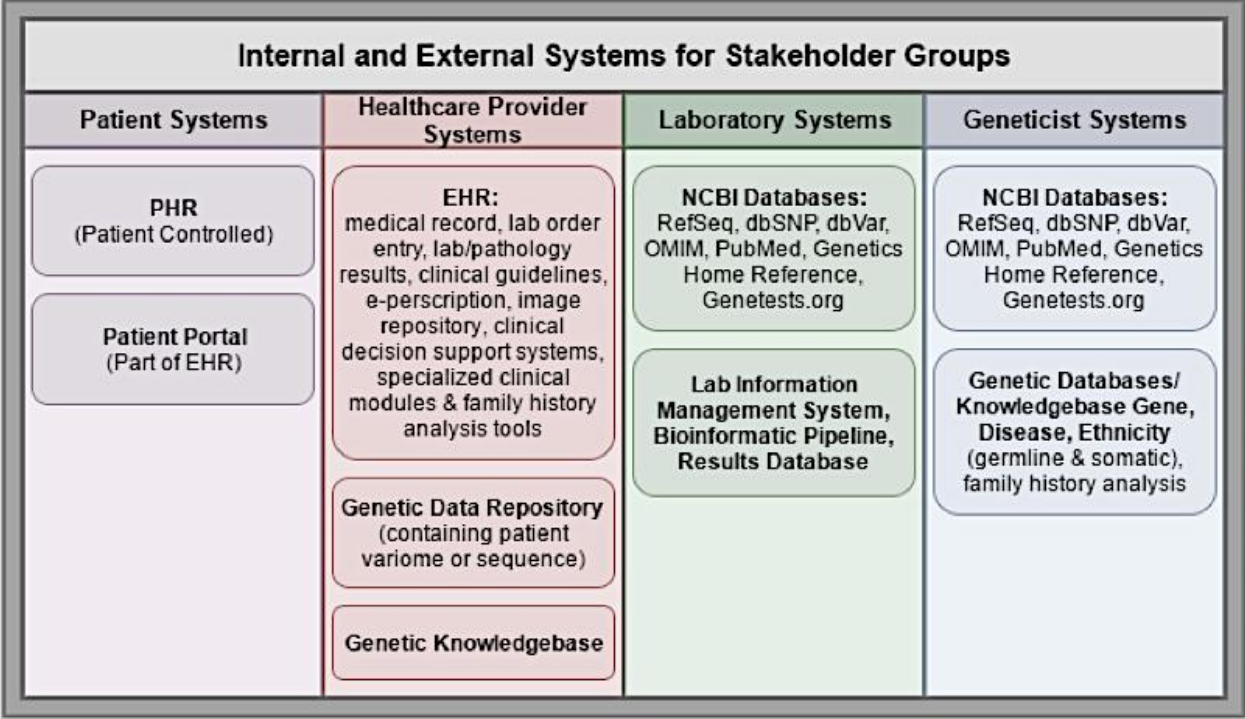 Internal and External Systems for Stakeholder Groups
Patient Systems
PHR
(Patient Controlled)
Patient Portal
(Part of EHR)
Healthcare Provider
Systems
EHR:
medical record, lab order
entry, lab/pathology
results, clinical guidelines,
e-perscription, image
repository, clinical
decision support systems,
specialized clinical
modules & family history
analysis tools
Genetic Data Repository
(containing patient
variome or sequence)
Genetic Knowledgebase
Laboratory Systems
NCBI Databases:
RefSeq, dbSNP, dbVar,
OMIM, PubMed, Genetics
Home Reference,
Genetests.org
Lab Information
Management System,
Bioinformatic Pipeline,
Results Database
Geneticist Systems
NCBI Databases:
RefSeq, dbSNP, dbVar,
OMIM, PubMed, Genetics
Home Reference,
Genetests.org
Genetic Databases/
Knowledgebase Gene,
Disease, Ethnicity
(germline & somatic),
family history analysis